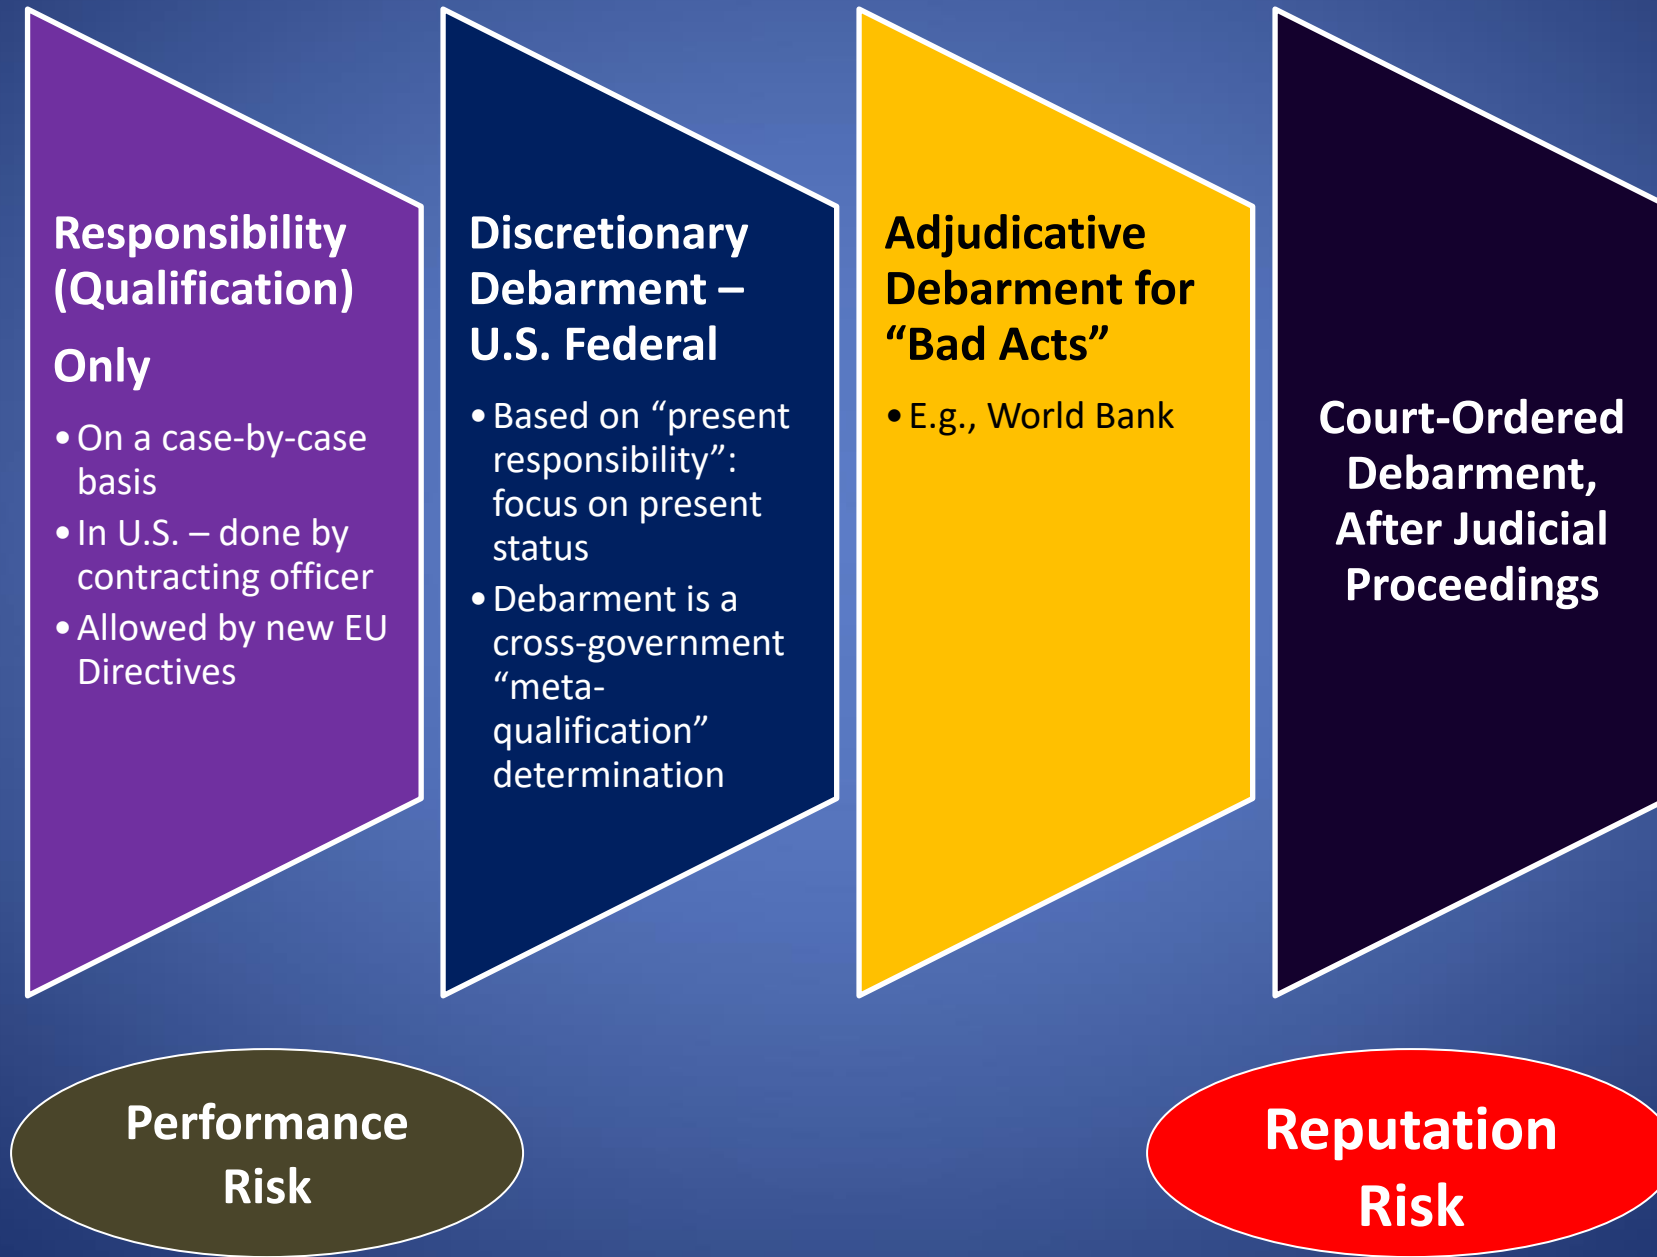 Responsibility
(Qualification)
Only
• On a case-by-case
basis
• In U.S. – done by
contracting officer
• Allowed by new EU
Directives
Discretionary
Debarment –
U.S. Federal
• Based on “present
responsibility”:
focus on present
status
• Debarment is a
cross-government
“meta-
qualification”
determination
Adjudicative
Debarment for
“Bad Acts”
• E.g., World Bank
Court-Ordered
Debarment,
After Judicial
Proceedings
Performance
Risk
Reputation
Risk